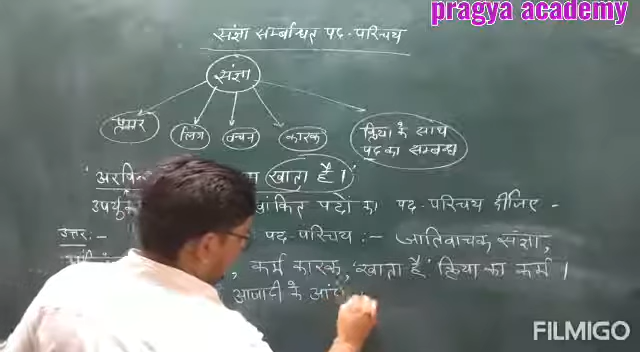 pragya academy
संज्ञा सम्बन्धित पद-परिचय
संज्ञा
प्रकार लिंग वचन कारक क्रिया के साथ
पद का सम्बन्ध
खाता है।
पदों का पद-परिचय दीजिए -
उत्तर:- पद-परिचय :- जातिवाचक संज्ञा,
, कर्म कारक, 'खाता है' क्रिया का कर्म।
आजादी के
FILMIGO